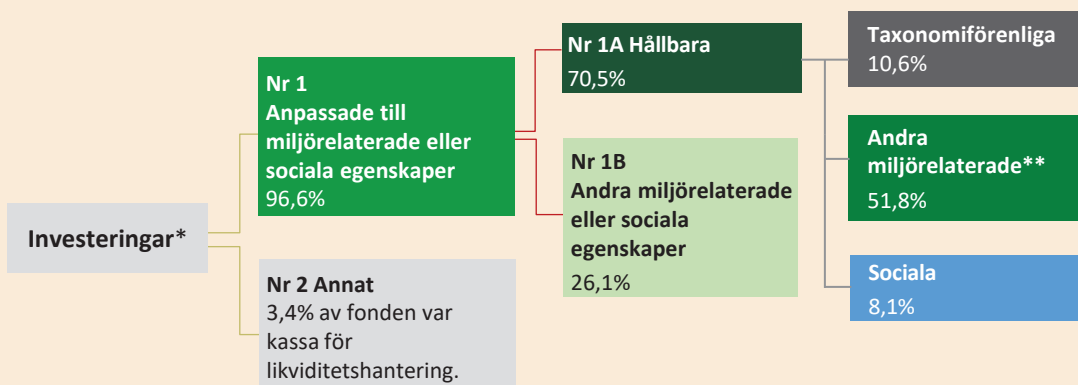 Investeringar*
Nr 1
Anpassade till
miljörelaterade eller
sociala egenskaper
96,6%
Nr 2 Annat
3,4% av fonden var
kassa för
likviditetshantering.
Nr 1A Hållbara
70,5%
Nr 1B
Andra miljörelaterade
eller sociala
egenskaper
26,1%
Taxonomiförenliga
10,6%
Andra
miljörelaterade**
51,8%
Sociala
8,1%